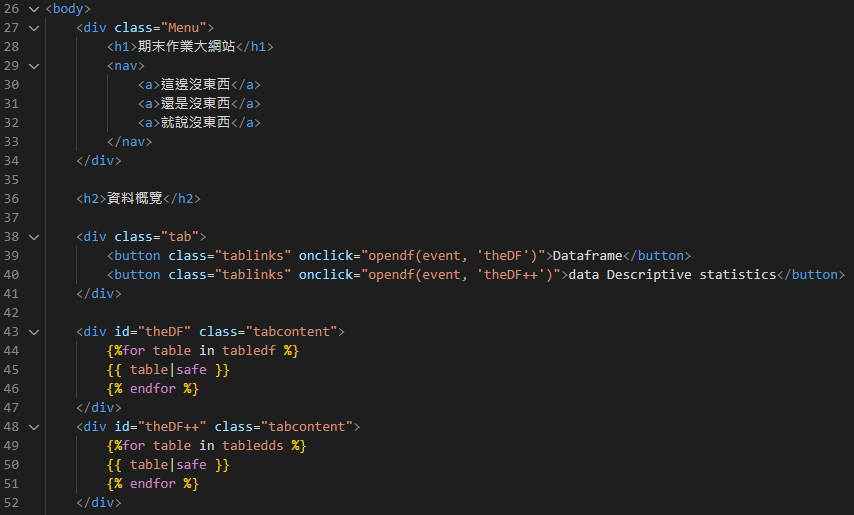 26 <body>
27 <div class="Menu">
28 <h1>期末作業大網站</h1>
29 <nav>
30 <a>這邊沒東西</a>
31 <a>還是沒東西</a>
32 <a>就說沒東西</a>
33 </nav>
34 </div>
35
36 <h2>資料概覽</h2>
37
38 <div class="tab">
39 <button class="tablinks" onclick="opendf(event, 'theDF')">Dataframe</button>
40 <button class="tablinks" onclick="opendf(event, 'theDF++')">data Descriptive statistics</button>
41 </div>
42
43 <div id="theDF" class="tabcontent">
44 {%for table in tabledf %}
45 {{ table|safe }}
46 {% endfor %}
47 </div>
48 <div id="theDF++" class="tabcontent">
49 {%for table in tabledds %}
50 {{ table|safe }}
51 {% endfor %}
52 </div>